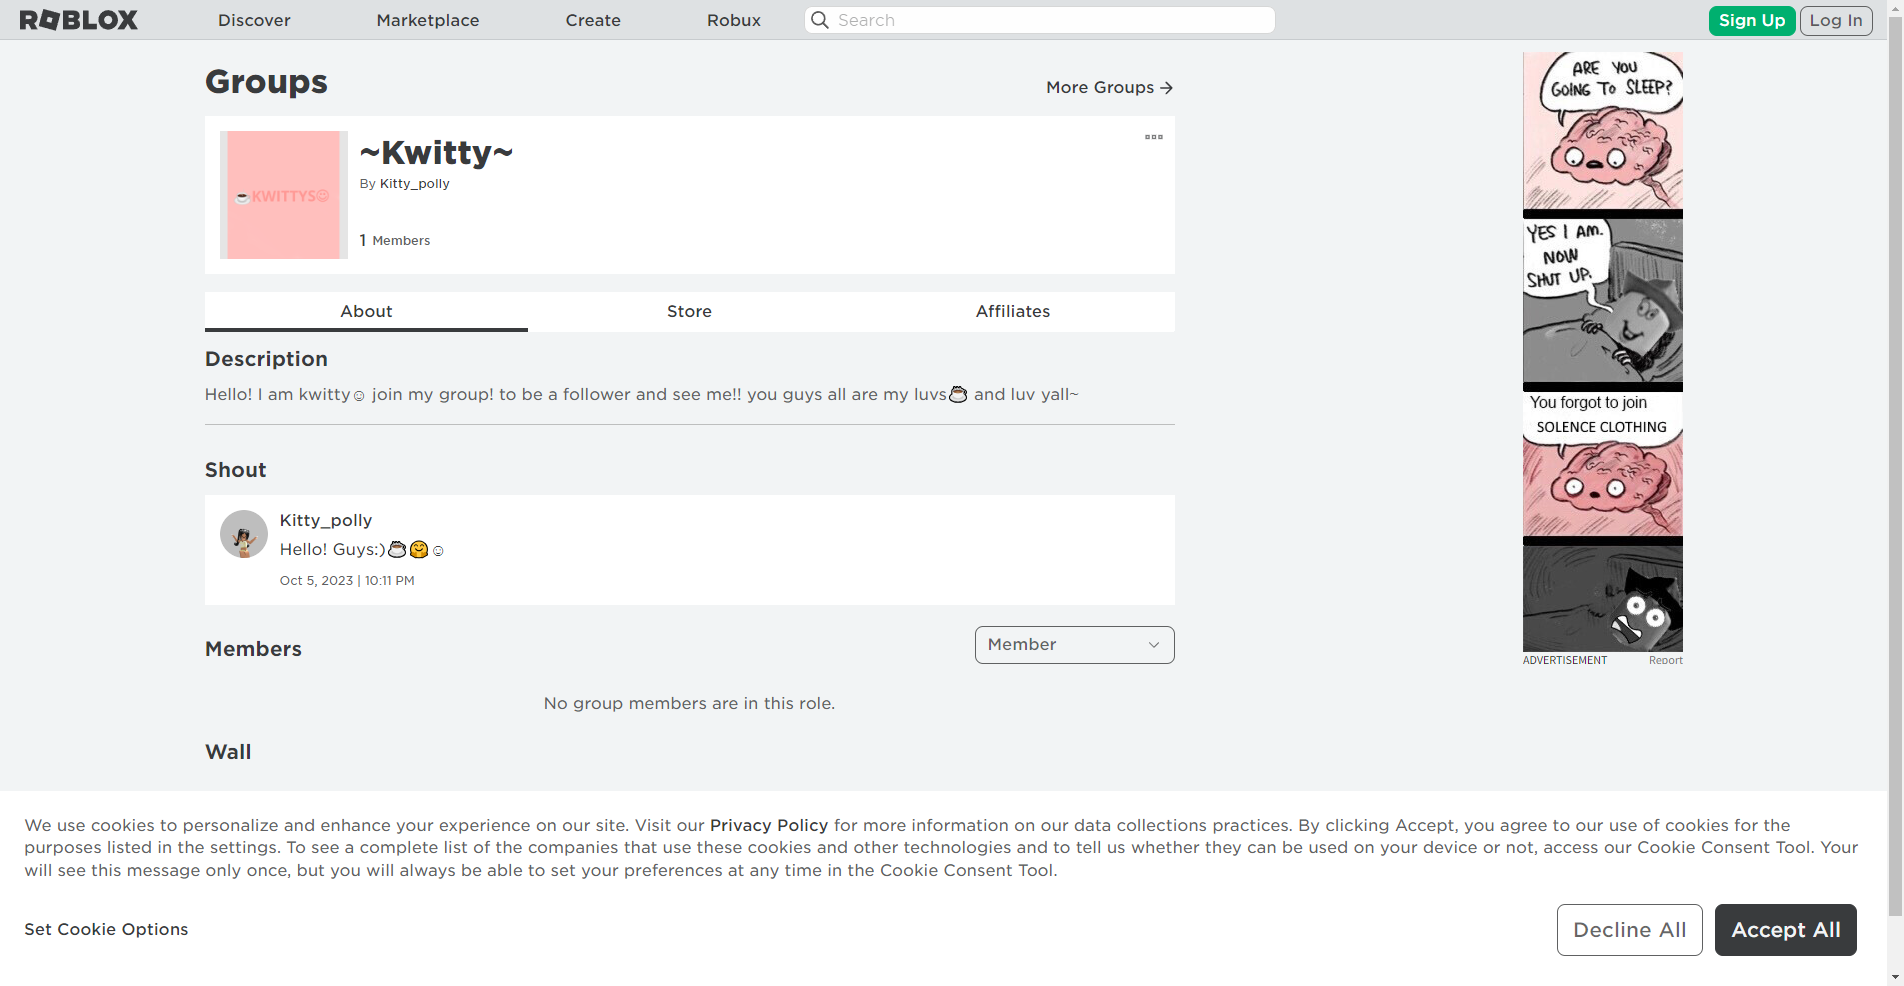 ROBLOX Discover Marketplace Create Robux Search Sign Up Log In
Groups
More Groups →
☕KWITTYS☺
~Kwitty~
By Kitty_polly
1 Members
About Store Affiliates
Description
Hello! I am kwitty☺ join my group! to be a follower and see me!! you guys all are my luvs☕ and luv yall~
Shout
Kitty_polly
Hello! Guys:)☕🤗☺
Oct 5, 2023 | 10:11 PM
Members
Member
No group members are in this role.
Wall
ARE YOU
GOING TO SLEEP?
YES I AM.
NOW
SHUT UP.
You forgot to join
SOLENCE CLOTHING
ADVERTISEMENT Report
We use cookies to personalize and enhance your experience on our site. Visit our Privacy Policy for more information on our data collections practices. By clicking Accept, you agree to our use of cookies for the
purposes listed in the settings. To see a complete list of the companies that use these cookies and other technologies and to tell us whether they can be used on your device or not, access our Cookie Consent Tool. Your
will see this message only once, but you will always be able to set your preferences at any time in the Cookie Consent Tool.
Set Cookie Options
Decline All
Accept All